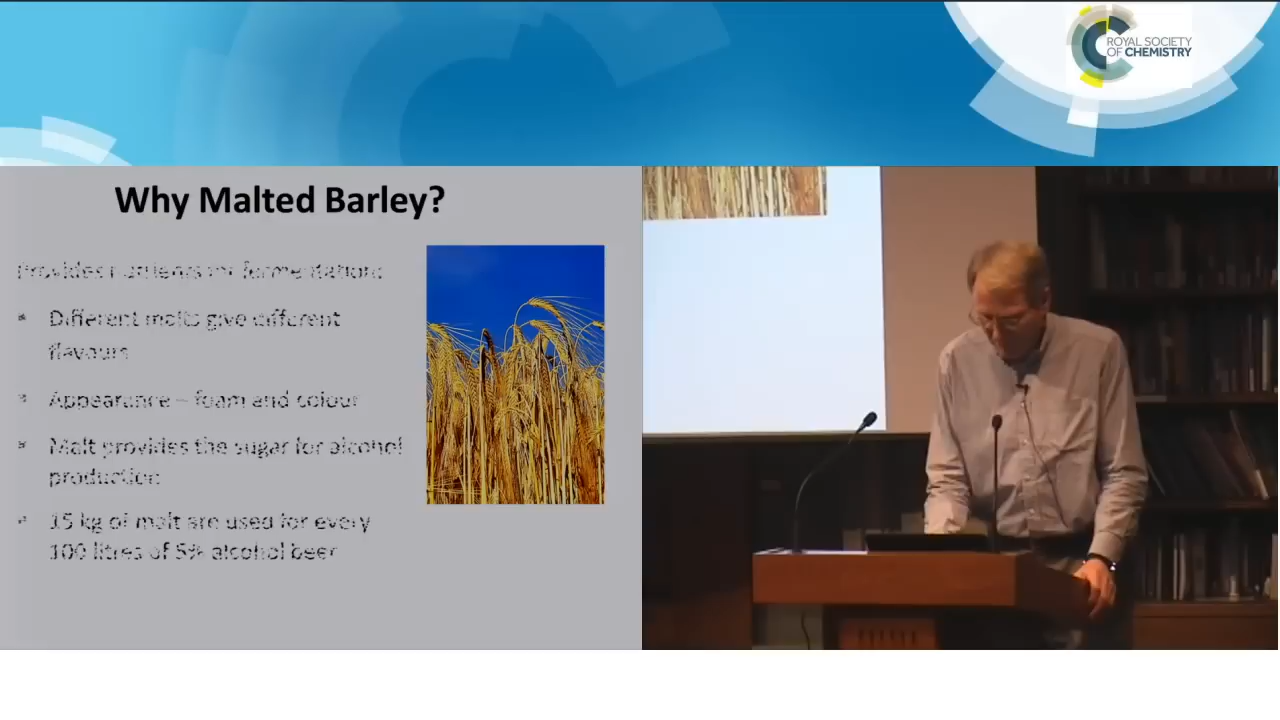 ROYAL SOCIETY
OF CHEMISTRY
Why Malted Barley?
Provides nutrients for fermentation:
Different malts give different
flavours
Appearance – foam and colour
Malt provides the sugar for alcohol
production
15 kg of malt are used for every
100 litres of 5% alcohol beer